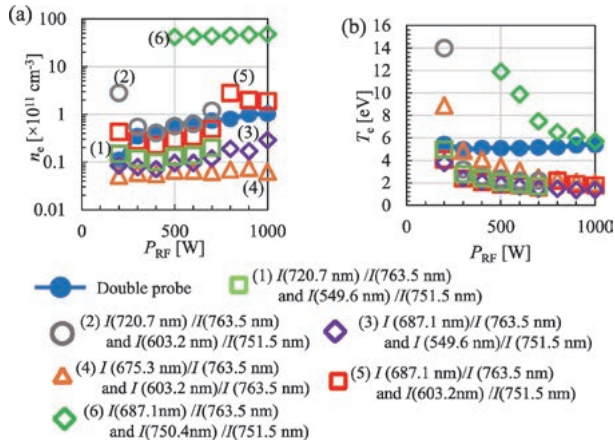 (a)
(b)
n_e [×10^11 cm^-3]
100
10
1
0.1
0.01
(6)
(2)
(5)
(1)
(3)
(4)
0
500
1000
P_RF [W]
T_e [eV]
16
14
12
10
8
6
4
2
0
0
500
1000
P_RF [W]
Double probe
(1) I(720.7 nm) /I(763.5 nm)
and I(549.6 nm) /I(751.5 nm)
(2) I(720.7 nm) /I(763.5 nm)
and I(603.2 nm) /I(751.5 nm)
(3) I (687.1 nm)/I (763.5 nm)
and I (549.6 nm)/I (751.5 nm)
(4) I (675.3 nm)/I (763.5 nm)
and I (603.2 nm)/I (763.5 nm)
(5) I (687.1 nm)/I (763.5 nm)
and I (603.2nm) /I(751.5 nm)
(6) I(687.1nm) /I(763.5 nm)
and I(750.4nm) /I(751.5 nm)